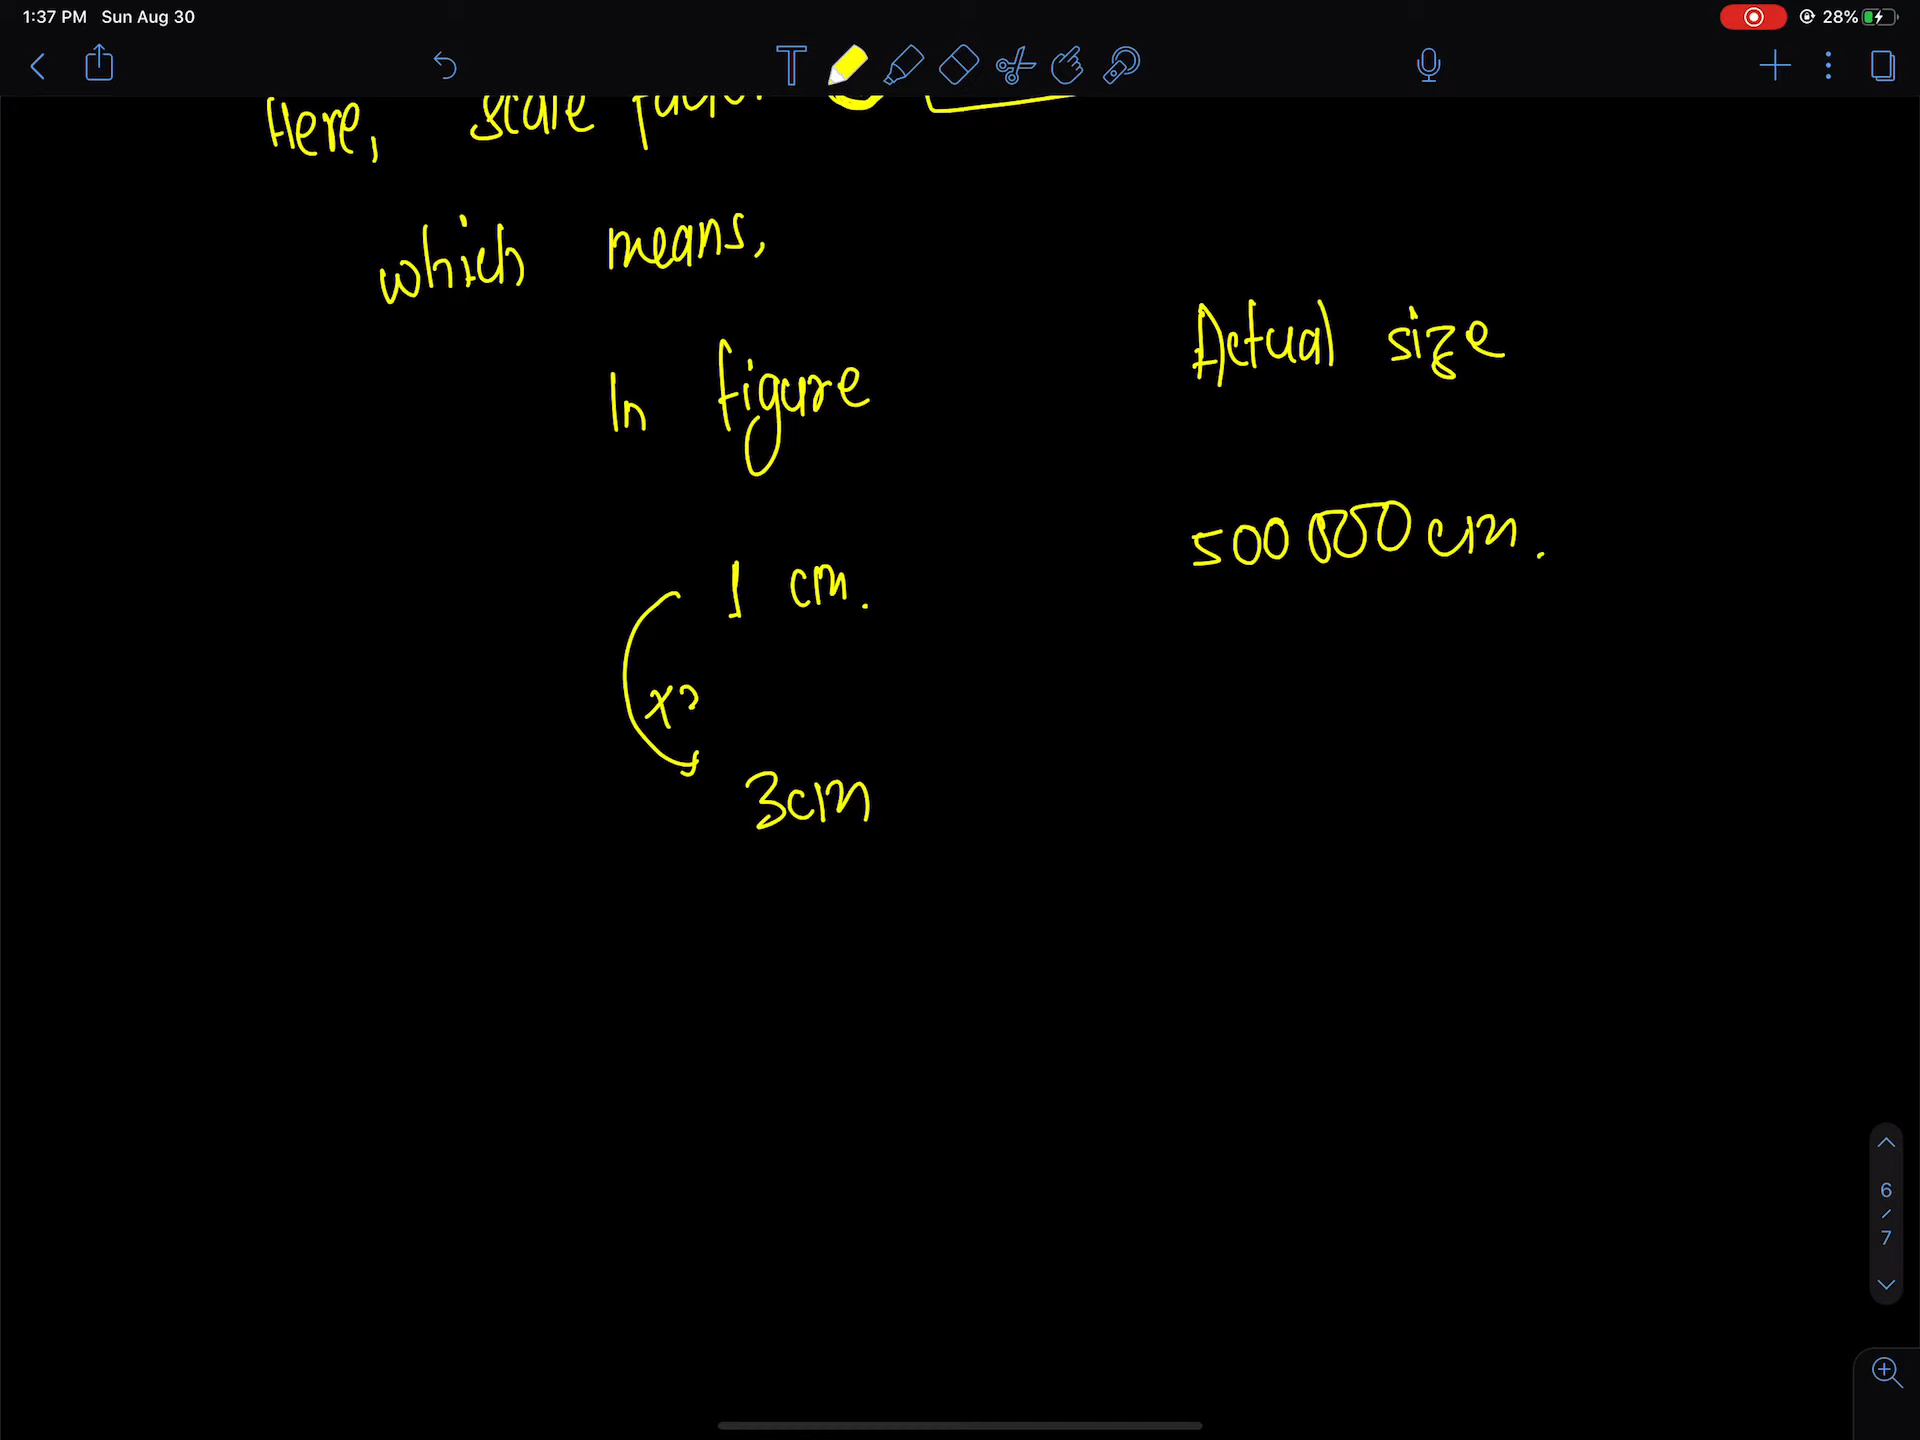 1:37 PM Sun Aug 30
28%
T
Here, scale
which means,
In figure
Actual size
1 cm.
500 000 cm.
x3
3cm
6
/
7